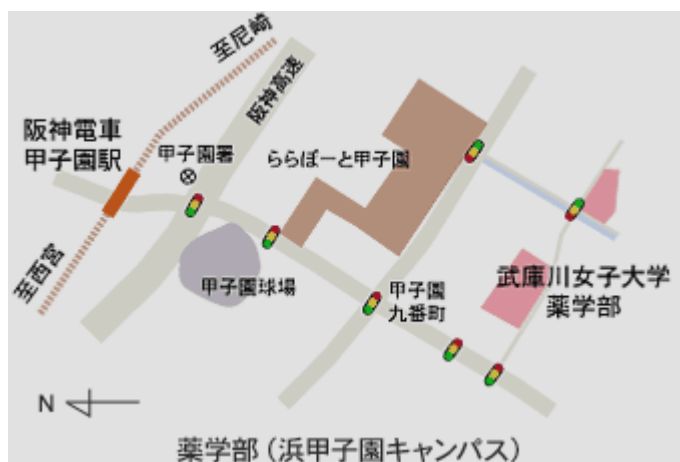 至尼崎
阪神高速
阪神電車
甲子園駅
甲子園署
ららぽーと甲子園
至西宮
甲子園球場
甲子園
九番町
武庫川女子大学
薬学部
N
薬学部（浜甲子園キャンパス）